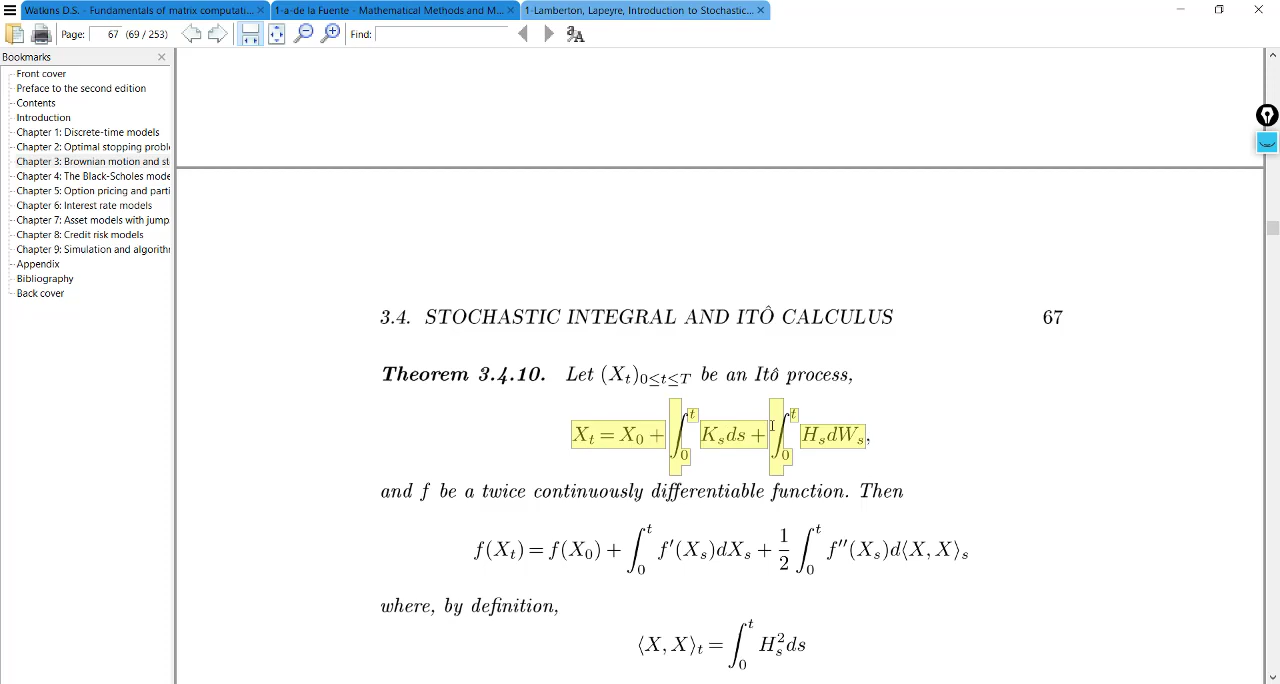 Watkins D.S. - Fundamentals of matrix computati... × 1-a-de la Fuente - Mathematical Methods and M... × 1-Lamberton, Lapeyre, Introduction to Stochastic... ×
Page: 67 (69 / 253) Find:
Bookmarks
Front cover
Preface to the second edition
Contents
Introduction
Chapter 1: Discrete-time models
Chapter 2: Optimal stopping probl
Chapter 3: Brownian motion and st
Chapter 4: The Black-Scholes mode
Chapter 5: Option pricing and parti
Chapter 6: Interest rate models
Chapter 7: Asset models with jump
Chapter 8: Credit risk models
Chapter 9: Simulation and algorith
Appendix
Bibliography
Back cover
3.4. STOCHASTIC INTEGRAL AND ITÔ CALCULUS 67
Theorem 3.4.10. Let (X_t)_{0≤t≤T} be an Itô process,
X_t = X_0 + ∫_0^t K_s ds + ∫_0^t H_s dW_s,
and f be a twice continuously differentiable function. Then
f(X_t) = f(X_0) + ∫_0^t f′(X_s)dX_s + 1/2 ∫_0^t f″(X_s)d⟨X, X⟩_s
where, by definition,
⟨X, X⟩_t = ∫_0^t H_s^2 ds